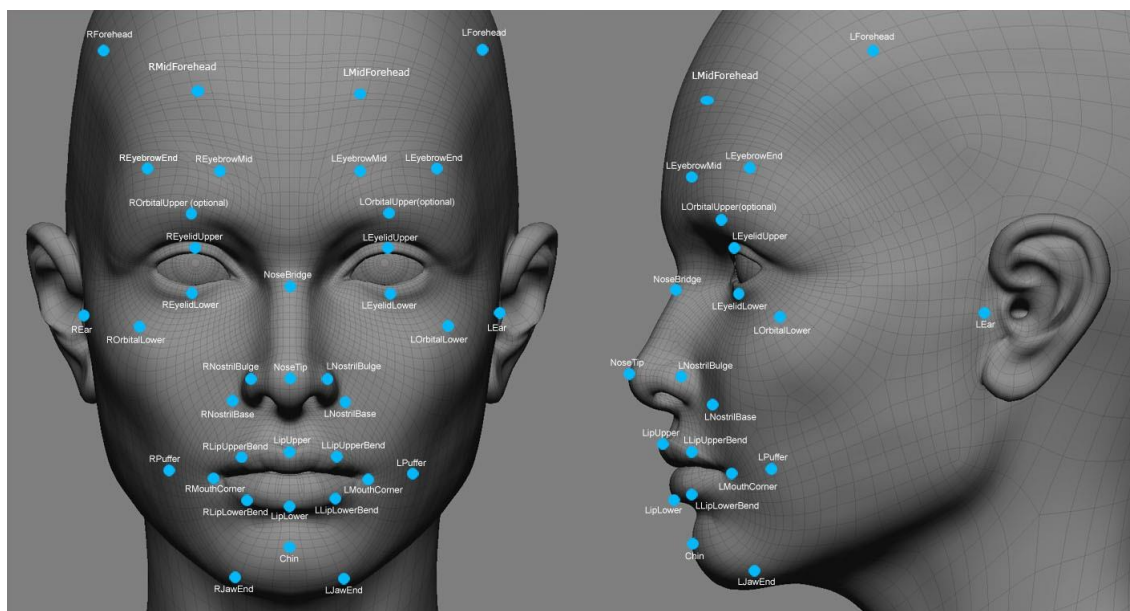 RForehead
LForehead
RMidForehead
LMidForehead
REyebrowEnd
REyebrowMid
LEyebrowMid
LEyebrowEnd
ROrbitalUpper (optional)
LOrbitalUpper(optional)
REyelidUpper
LEyelidUpper
NoseBridge
REyelidLower
LEyelidLower
REar
LEar
ROrbitalLower
LOrbitalLower
RNostrilBulge
NoseTip
LNostrilBulge
RNostrilBase
LNostrilBase
RLipUpperBend
LipUpper
LLipUpperBend
RPuffer
LPuffer
RMouthCorner
LMouthCorner
RLipLowerBend
LipLower
LLipLowerBend
Chin
RJawEnd
LJawEnd
LForehead
LMidForehead
LEyebrowMid
LEyebrowEnd
LOrbitalUpper(optional)
LEyelidUpper
NoseBridge
LEyelidLower
LOrbitalLower
LEar
NoseTip
LNostrilBulge
LNostrilBase
LipUpper
LLipUpperBend
LPuffer
LMouthCorner
LipLower
LLipLowerBend
Chin
LJawEnd